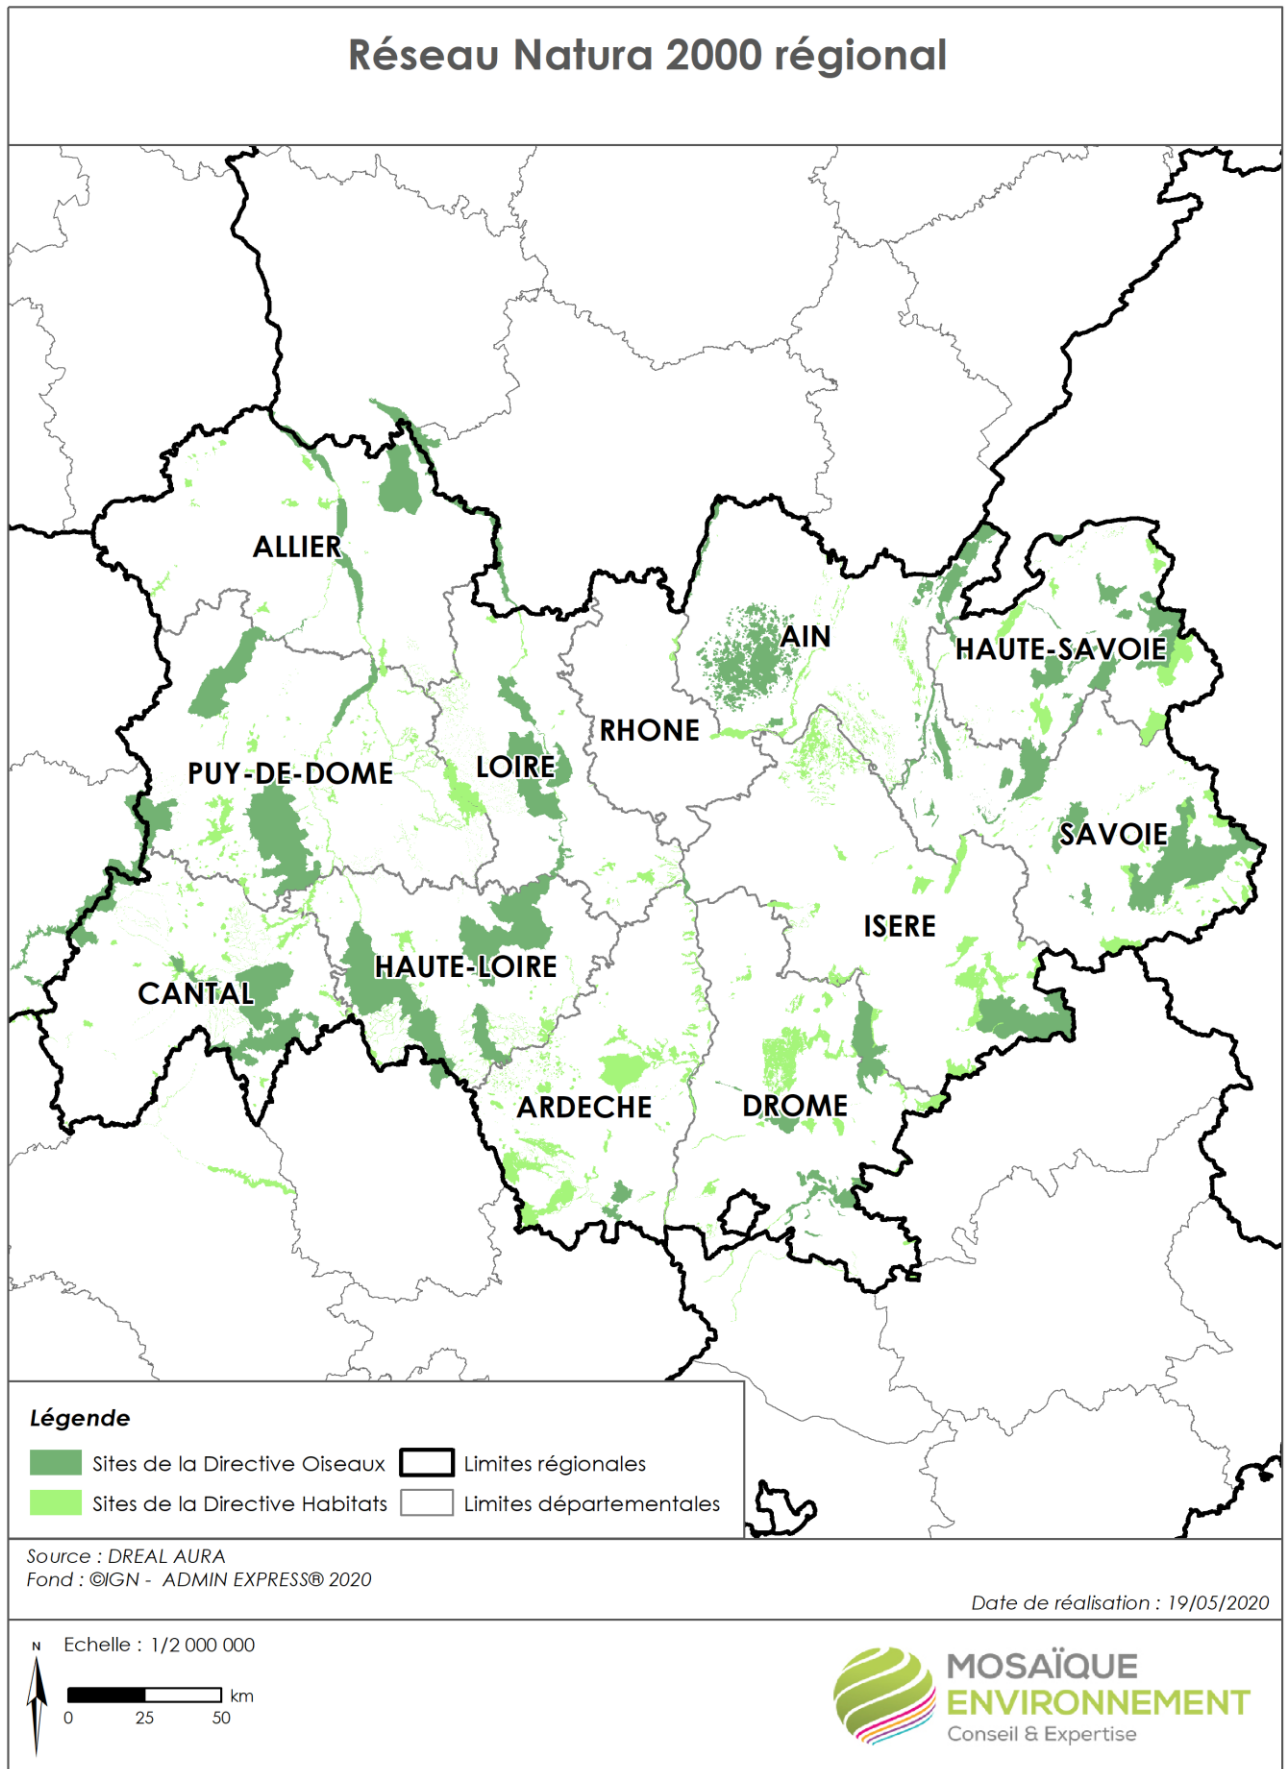 Réseau Natura 2000 régional
ALLIER
AIN
HAUTE-SAVOIE
RHONE
LOIRE
PUY-DE-DOME
SAVOIE
ISERE
HAUTE-LOIRE
CANTAL
ARDECHE
DROME
Légende
Sites de la Directive Oiseaux
Limites régionales
Sites de la Directive Habitats
Limites départementales
Source : DREAL AURA
Fond : ©IGN - ADMIN EXPRESS® 2020
Date de réalisation : 19/05/2020
N
Echelle : 1/2 000 000
km
0 25 50
MOSAÏQUE
ENVIRONNEMENT
Conseil & Expertise